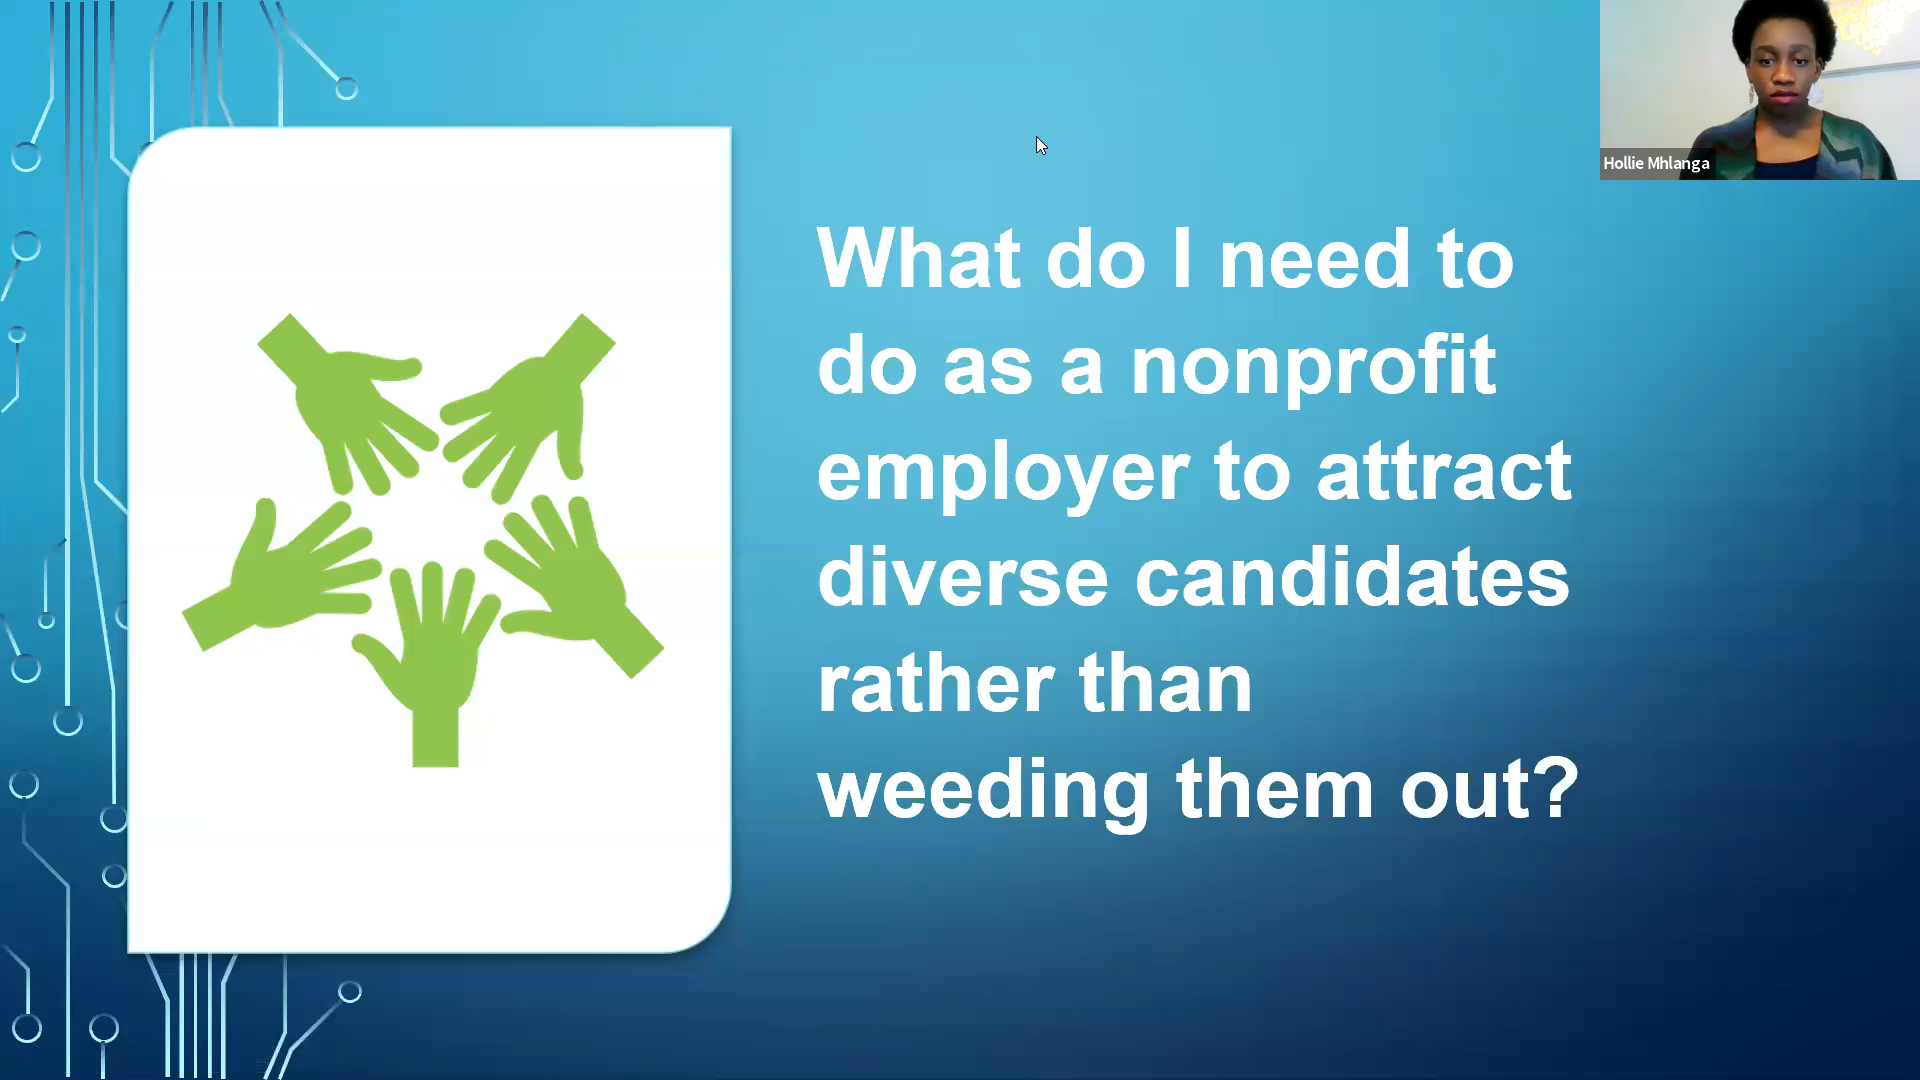 What do I need to
do as a nonprofit
employer to attract
diverse candidates
rather than
weeding them out?
Hollie Mhlanga